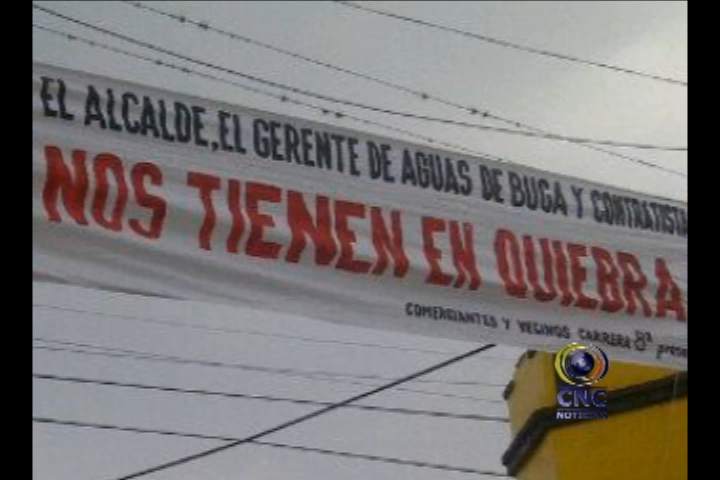 EL ALCALDE, EL GERENTE DE AGUAS DE BUGA Y CONTRATISTA
NOS TIENEN EN QUIEBRA
COMERCIANTES Y VECINOS CARRERA 8ª
CNC
NOTICIAS